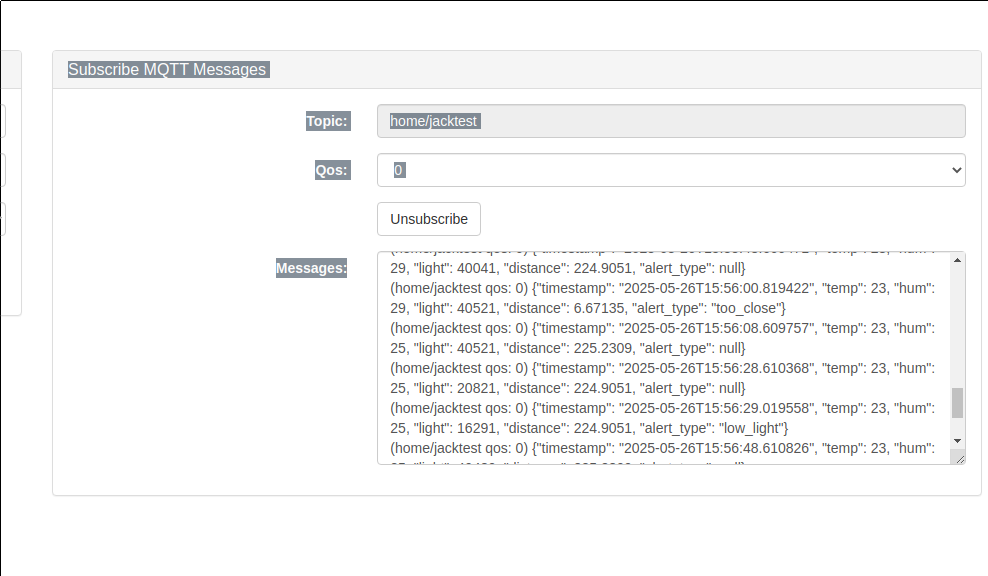 Subscribe MQTT Messages
Topic:
home/jacktest
Qos:
0
Unsubscribe
Messages:
(home/jacktest qos: 0) {"timestamp":
29, "light": 40041, "distance": 224.9051, "alert_type": null}
(home/jacktest qos: 0) {"timestamp": "2025-05-26T15:56:00.819422", "temp": 23, "hum":
29, "light": 40521, "distance": 6.67135, "alert_type": "too_close"}
(home/jacktest qos: 0) {"timestamp": "2025-05-26T15:56:08.609757", "temp": 23, "hum":
25, "light": 40521, "distance": 225.2309, "alert_type": null}
(home/jacktest qos: 0) {"timestamp": "2025-05-26T15:56:28.610368", "temp": 23, "hum":
25, "light": 20821, "distance": 224.9051, "alert_type": null}
(home/jacktest qos: 0) {"timestamp": "2025-05-26T15:56:29.019558", "temp": 23, "hum":
25, "light": 16291, "distance": 224.9051, "alert_type": "low_light"}
(home/jacktest qos: 0) {"timestamp": "2025-05-26T15:56:48.610826", "temp": 23, "hum":